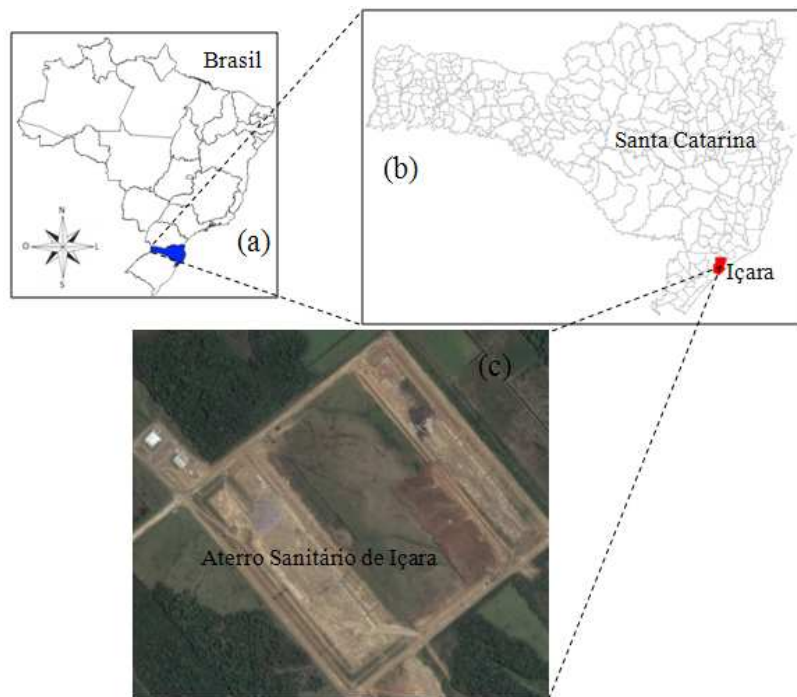 Brasil
N
O
L
S
(a)
Santa Catarina
(b)
Içara
(c)
Aterro Sanitário de Içara